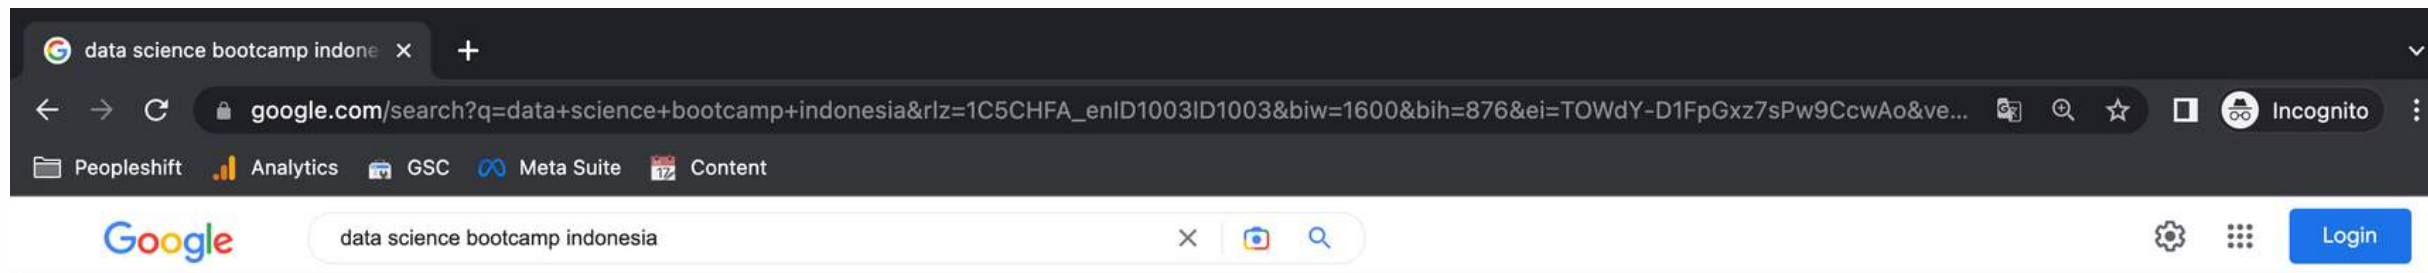 data science bootcamp indone
google.com/search?q=data+science+bootcamp+indonesia&rlz=1C5CHFA_enID1003ID1003&biw=1600&bih=876&ei=TOWdY-D1FpGxz7sPw9CcwAo&ve... Incognito
Peopleshift Analytics GSC Meta Suite 17 Content
Google data science bootcamp indonesia Login